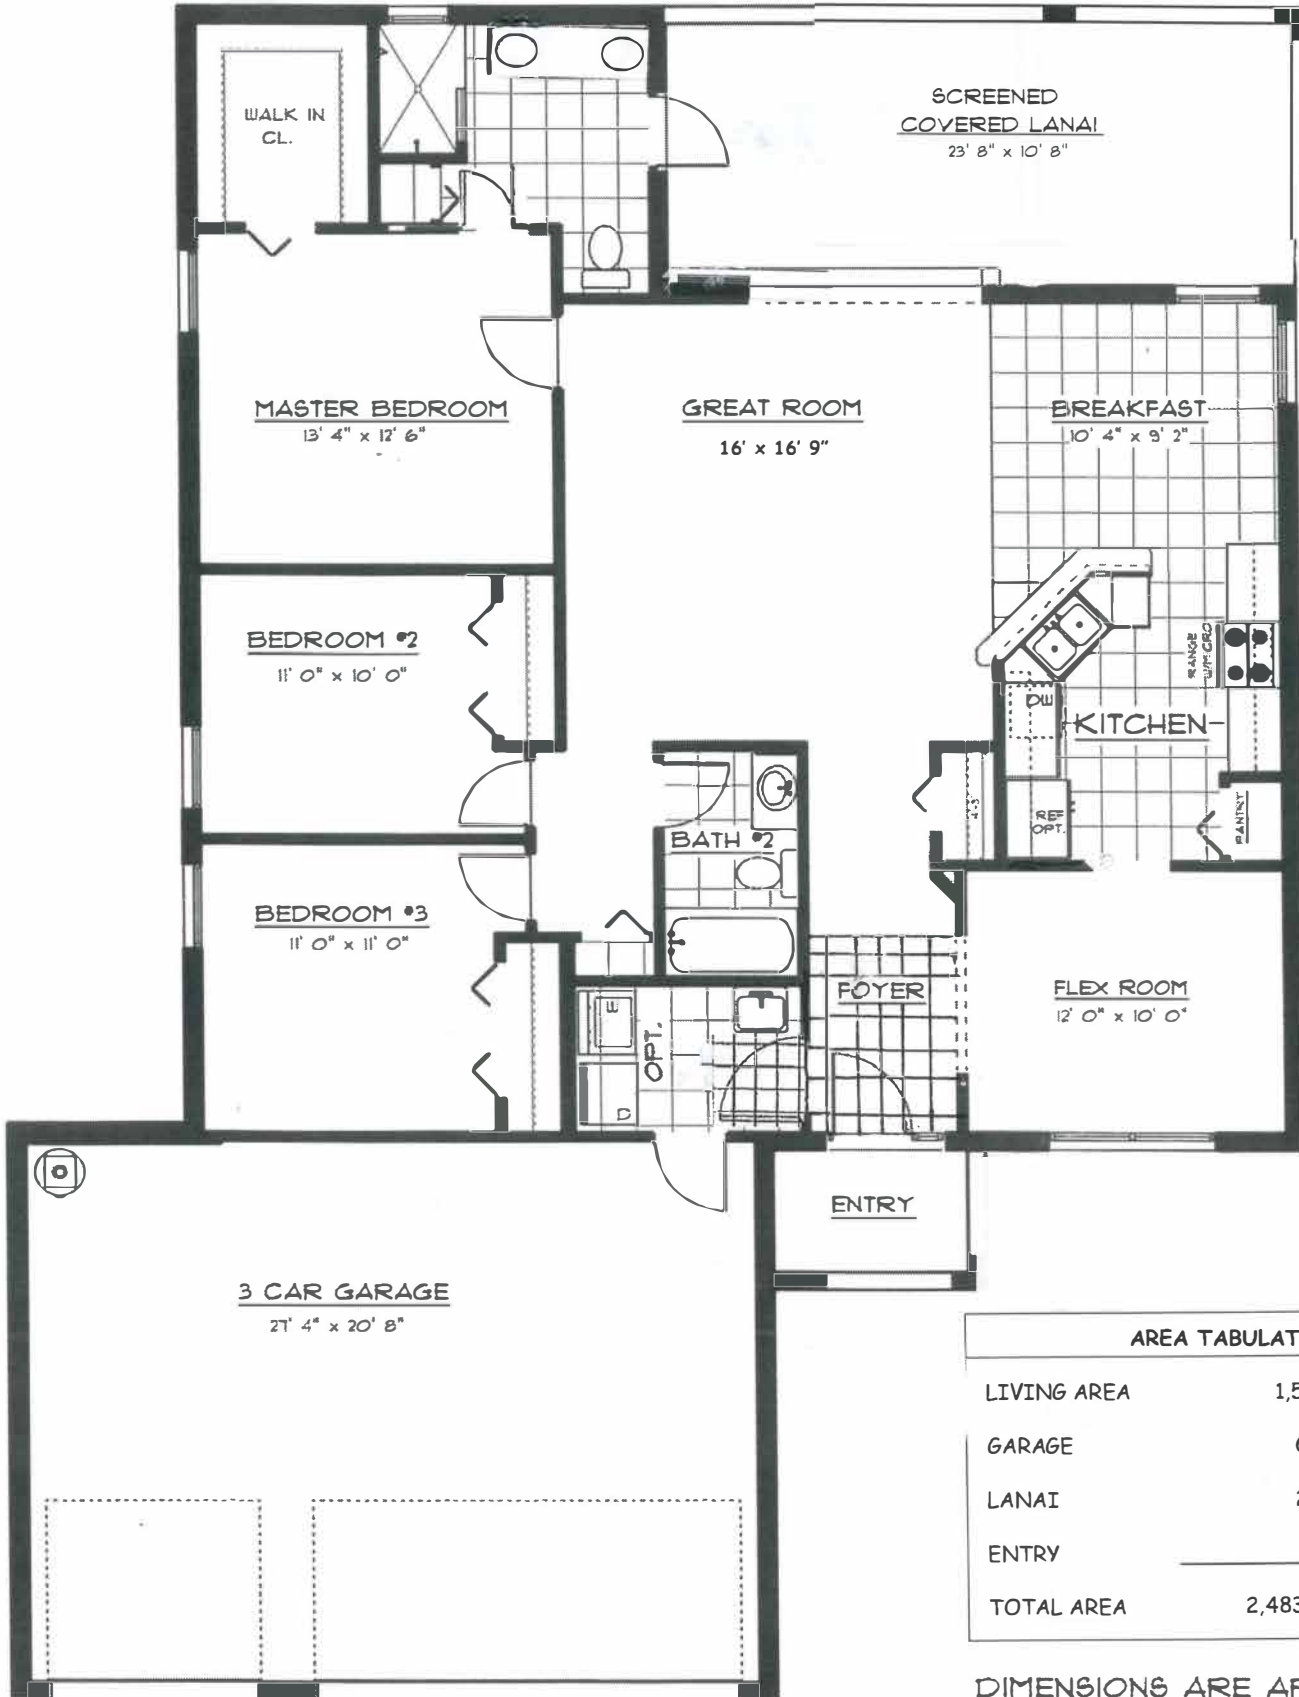 WALK IN
CL.
SCREENED
COVERED LANAI
23' 8" x 10' 8"
MASTER BEDROOM
13' 4" x 12' 6"
GREAT ROOM
16' x 16' 9"
BREAKFAST
10' 4" x 9' 2"
BEDROOM #2
11' 0" x 10' 0"
RANGE
DW
KITCHEN
REF
OPT.
PANTRY
BATH #2
BEDROOM #3
11' 0" x 11' 0"
FOYER
FLEX ROOM
12' 0" x 10' 0"
W
OPT.
D
ENTRY
3 CAR GARAGE
27' 4" x 20' 8"
AREA TABULAT
LIVING AREA 1,5
GARAGE
LANAI
ENTRY
TOTAL AREA 2,483
DIMENSIONS ARE